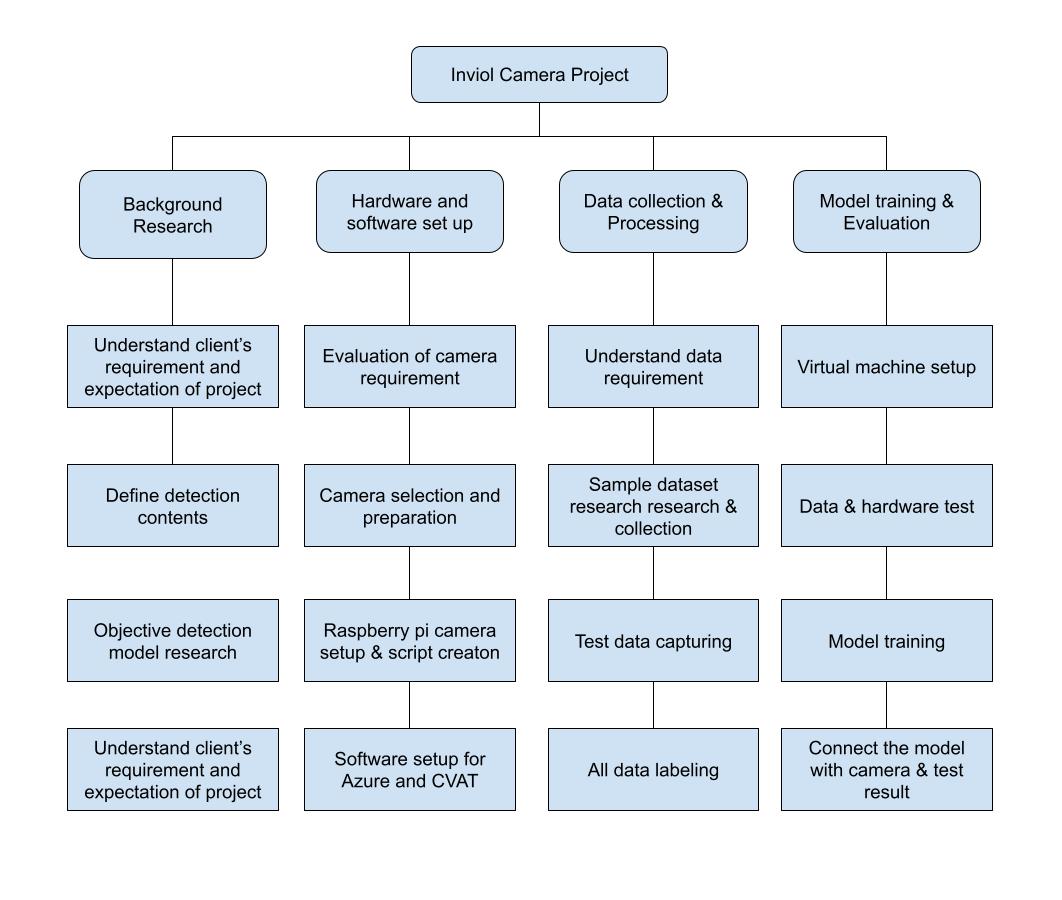 Inviol Camera Project
Background
Research
Hardware and
software set up
Data collection &
Processing
Model training &
Evaluation
Understand client’s
requirement and
expectation of project
Evaluation of camera
requirement
Understand data
requirement
Virtual machine setup
Define detection
contents
Camera selection and
preparation
Sample dataset
research research &
collection
Data & hardware test
Objective detection
model research
Raspberry pi camera
setup & script creaton
Test data capturing
Model training
Understand client’s
requirement and
expectation of project
Software setup for
Azure and CVAT
All data labeling
Connect the model
with camera & test
result